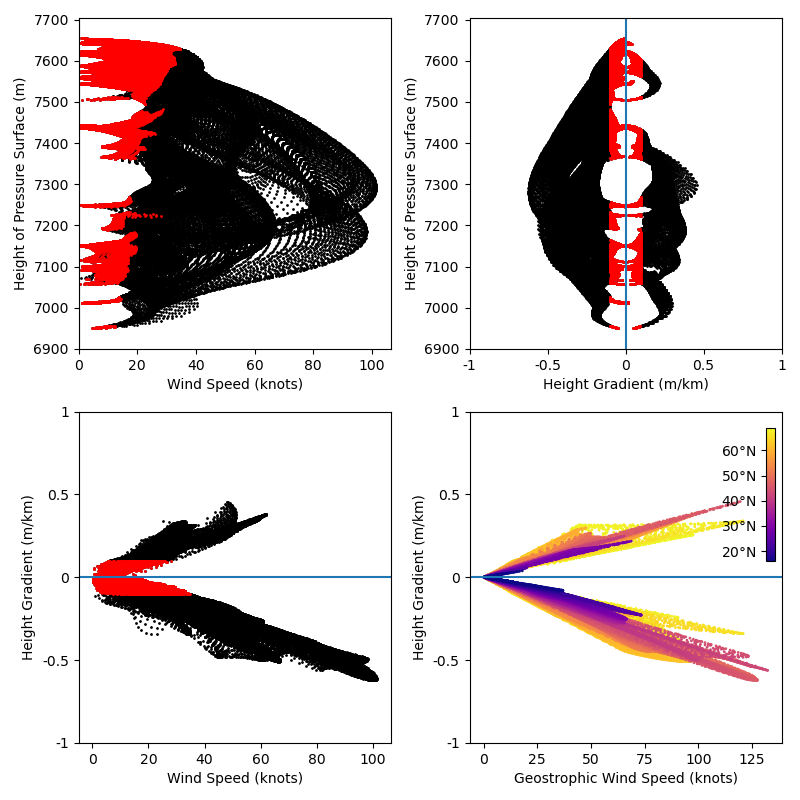 7700
7600
7500
7400
7300
7200
7100
7000
6900
Height of Pressure Surface (m)
0 20 40 60 80 100
Wind Speed (knots)
7700
7600
7500
7400
7300
7200
7100
7000
6900
Height of Pressure Surface (m)
-1 -0.5 0 0.5 1
Height Gradient (m/km)
1
0.5
0
-0.5
-1
Height Gradient (m/km)
0 20 40 60 80 100
Wind Speed (knots)
1
0.5
0
-0.5
-1
Height Gradient (m/km)
60°N
50°N
40°N
30°N
20°N
0 25 50 75 100 125
Geostrophic Wind Speed (knots)